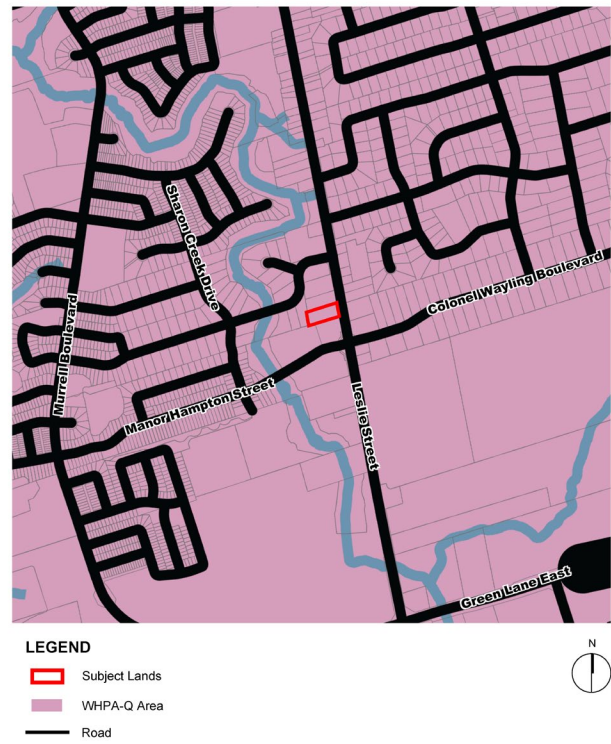 Sharon Creek Drive
Colonel Wayling Boulevard
Murrell Boulevard
Manor Hampton Street
Leslie Street
Green Lane East
LEGEND
N
Subject Lands
WHPA-Q Area
Road